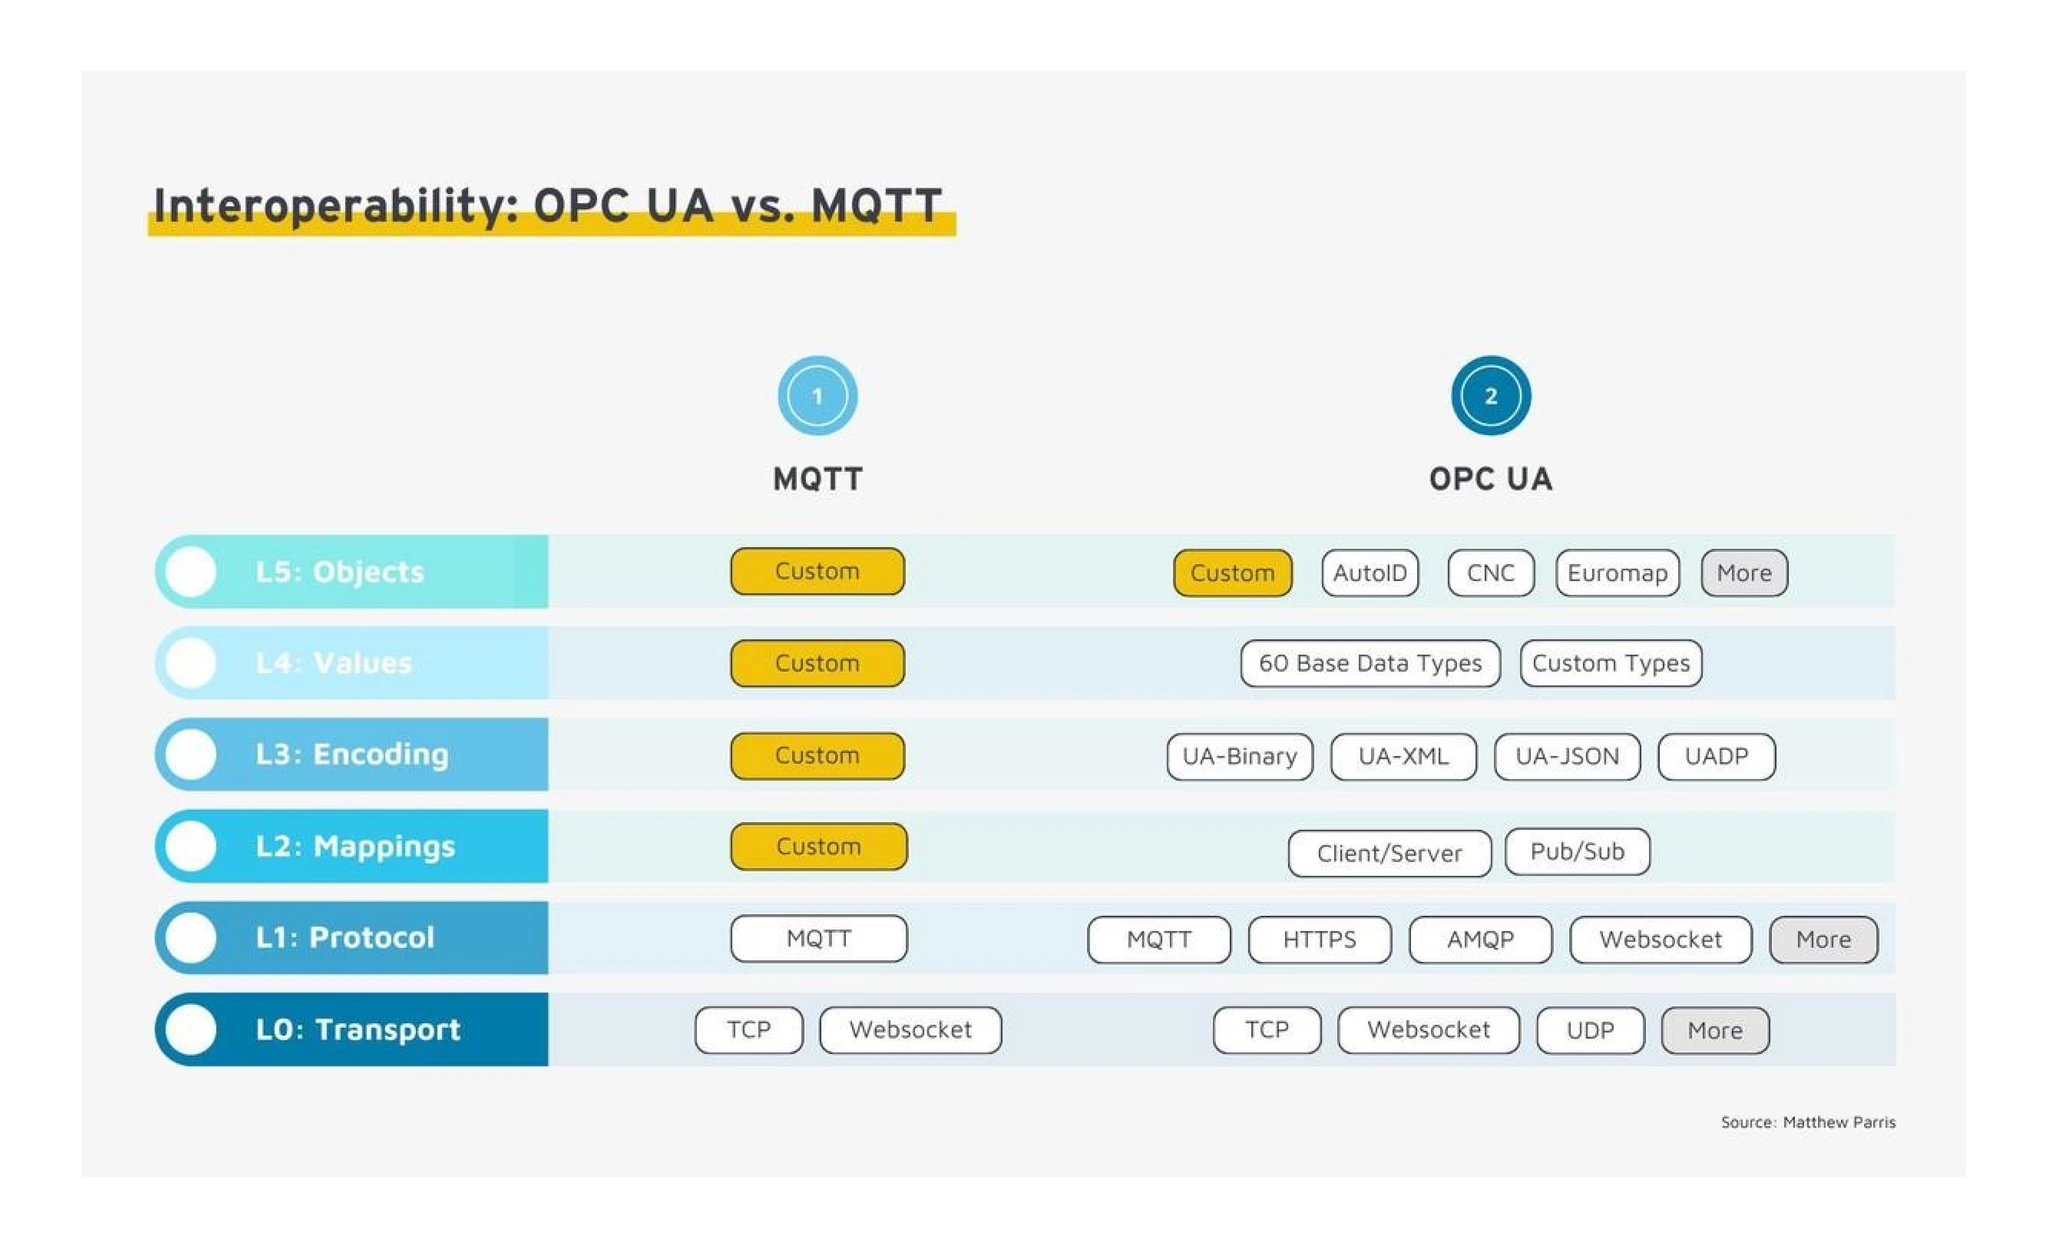 Interoperability: OPC UA vs. MQTT
1
2
MQTT
OPC UA
L5: Objects
Custom
Custom
AutoID
CNC
Euromap
More
L4: Values
Custom
60 Base Data Types
Custom Types
L3: Encoding
Custom
UA-Binary
UA-XML
UA-JSON
UADP
L2: Mappings
Custom
Client/Server
Pub/Sub
L1: Protocol
MQTT
MQTT
HTTPS
AMQP
Websocket
More
L0: Transport
TCP
Websocket
TCP
Websocket
UDP
More
Source: Matthew Parris